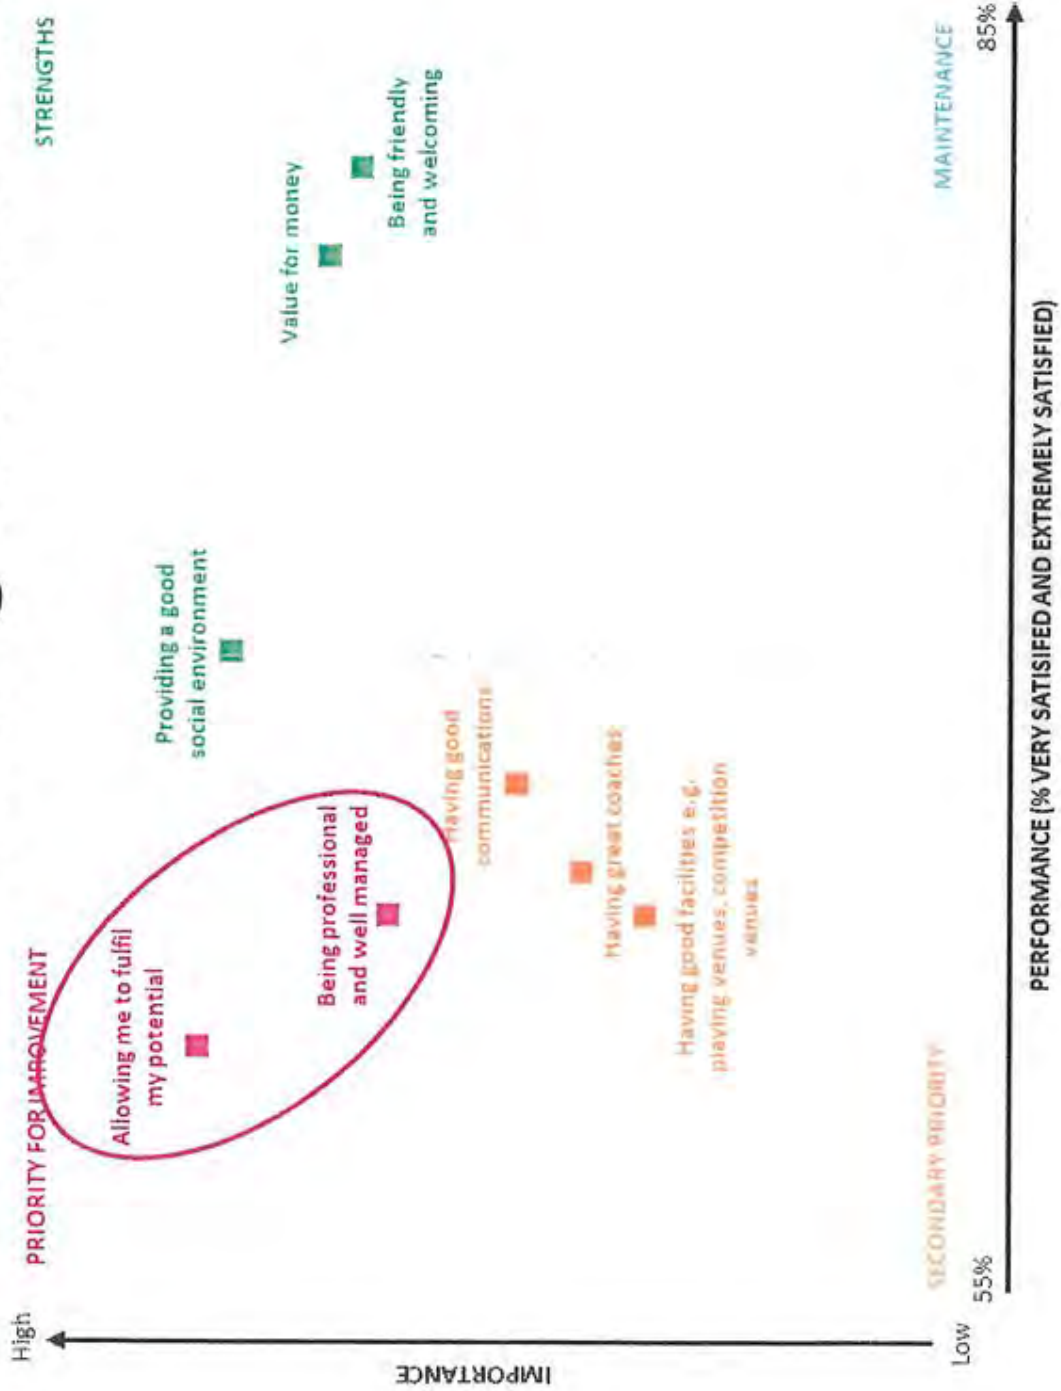 High
PRIORITY FOR IMPROVEMENT
STRENGTHS
Allowing me to fulfil
my potential
Providing a good
social environment
Value for money
Being professional
and well managed
Being friendly
and welcoming
Having good
communications
Having great coaches
Having good facilities e.g.
playing venues, competition
venues
SECONDARY PRIORITY
MAINTENANCE
IMPORTANCE
Low
55%
85%
PERFORMANCE (% VERY SATISIFED AND EXTREMELY SATISFIED)